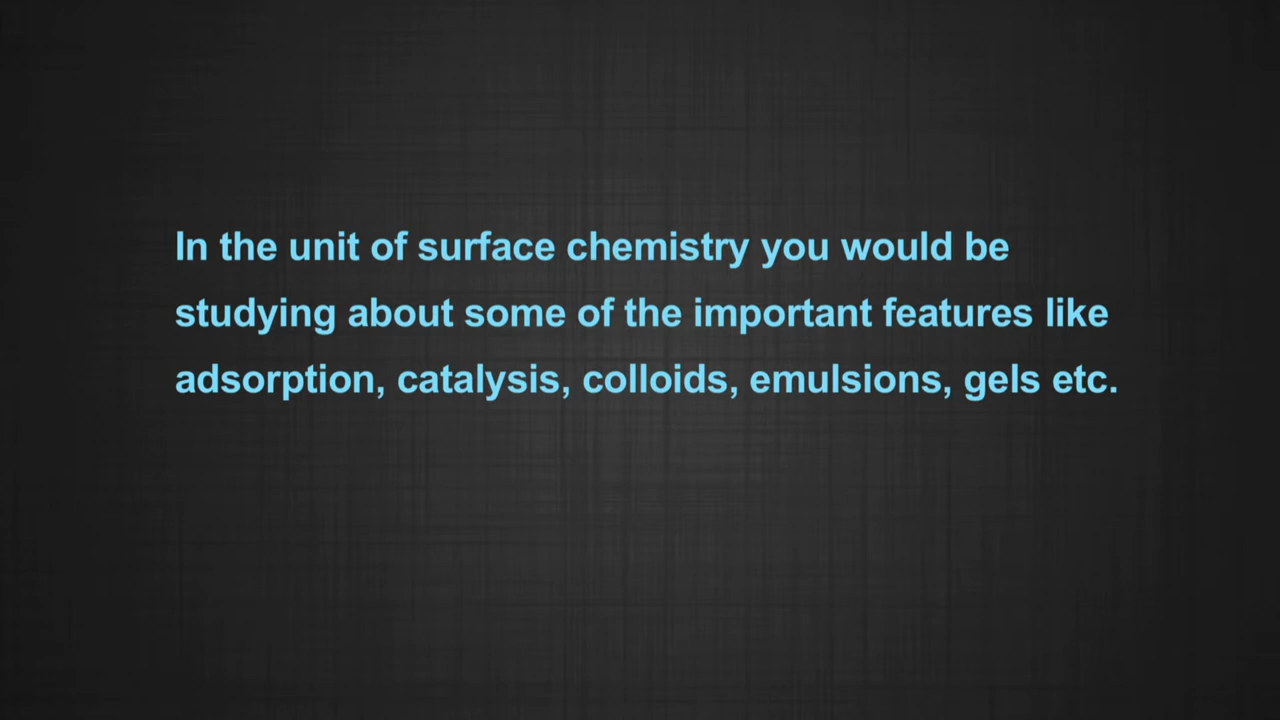 In the unit of surface chemistry you would be
studying about some of the important features like
adsorption, catalysis, colloids, emulsions, gels etc.